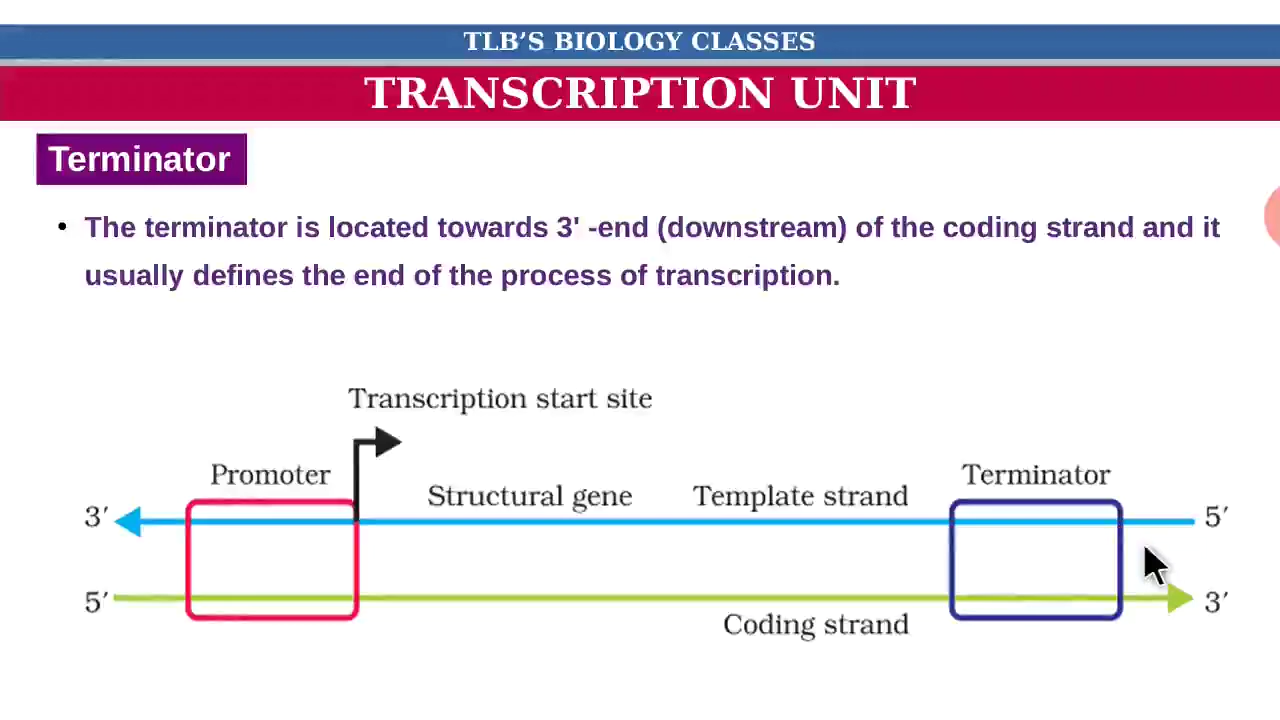 TLB’S BIOLOGY CLASSES
TRANSCRIPTION UNIT
Terminator
• The terminator is located towards 3' -end (downstream) of the coding strand and it
usually defines the end of the process of transcription.
Transcription start site
Promoter
Structural gene
Template strand
Terminator
3′
5′
5′
3′
Coding strand